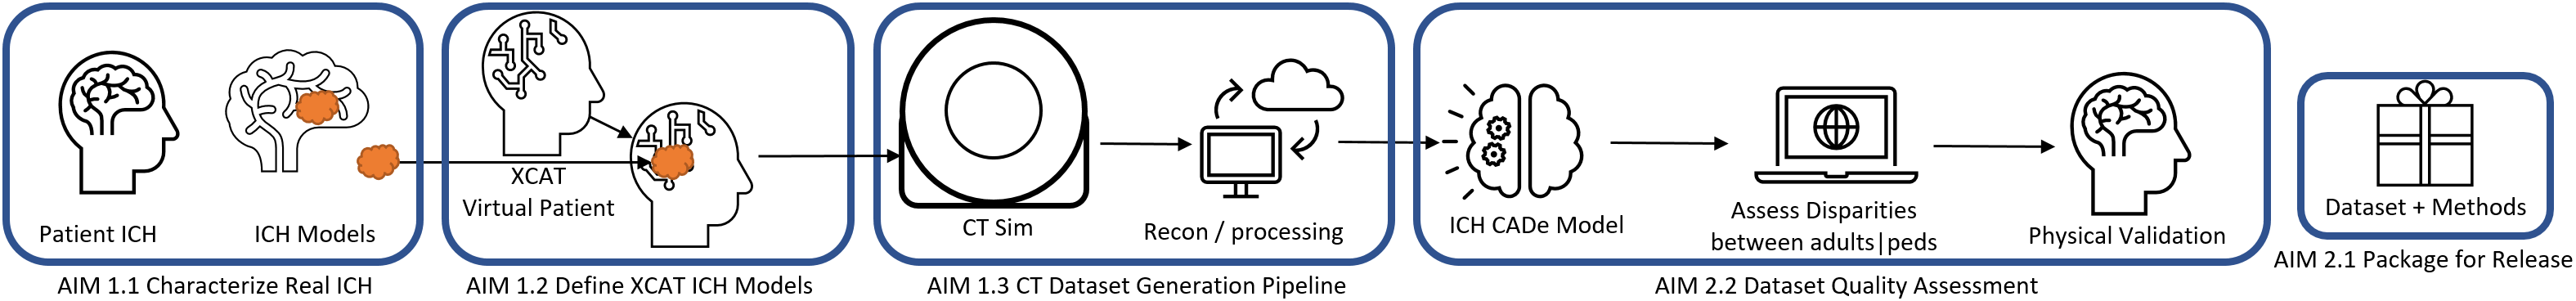 Patient ICH
ICH Models
AIM 1.1 Characterize Real ICH
XCAT
Virtual Patient
AIM 1.2 Define XCAT ICH Models
CT Sim
Recon / processing
AIM 1.3 CT Dataset Generation Pipeline
ICH CADe Model
Assess Disparities
between adults|peds
Physical Validation
AIM 2.2 Dataset Quality Assessment
Dataset + Methods
AIM 2.1 Package for Release